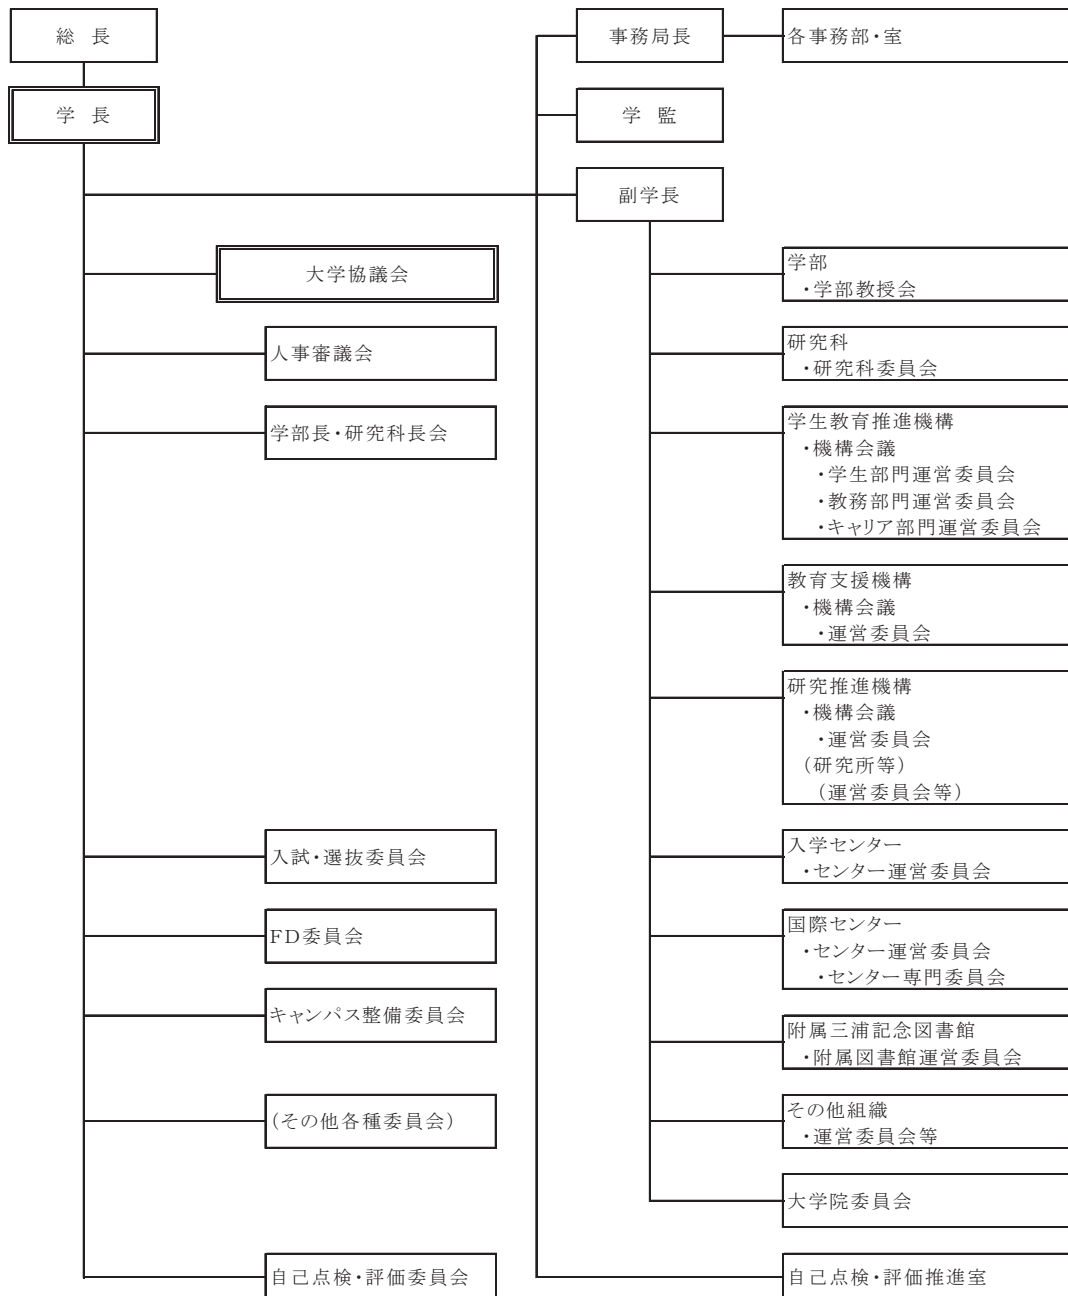 総 長
学 長
事務局長
各事務部・室
学 監
副学長
大学協議会
人事審議会
学部長・研究科長会
入試・選抜委員会
FD委員会
キャンパス整備委員会
(その他各種委員会)
自己点検・評価委員会
学部
・学部教授会
研究科
・研究科委員会
学生教育推進機構
・機構会議
・学生部門運営委員会
・教務部門運営委員会
・キャリア部門運営委員会
教育支援機構
・機構会議
・運営委員会
研究推進機構
・機構会議
・運営委員会
(研究所等)
(運営委員会等)
入学センター
・センター運営委員会
国際センター
・センター運営委員会
・センター専門委員会
附属三浦記念図書館
・附属図書館運営委員会
その他組織
・運営委員会等
大学院委員会
自己点検・評価推進室